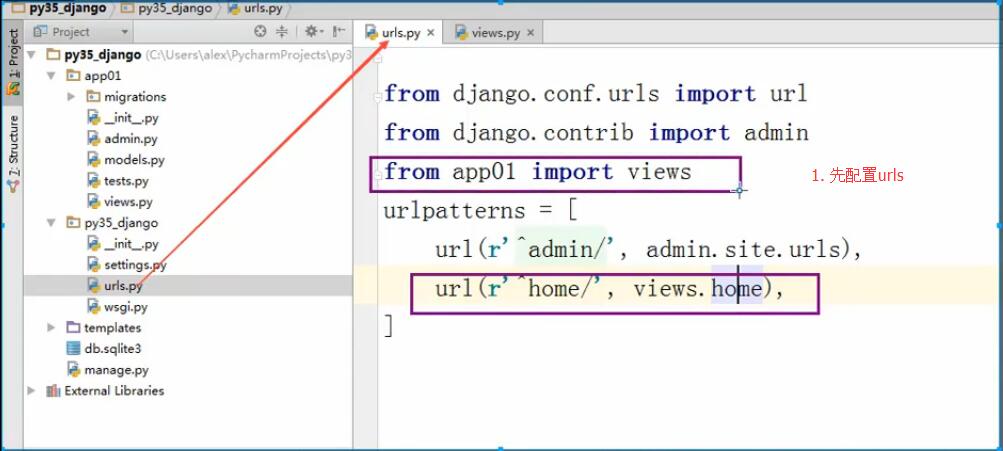 py35_django
py35_django
urls.py
Project
urls.py
views.py
1: Project
7: Structure
py35_django (C:\Users\alex\PycharmProjects\py3
app01
migrations
__init__.py
admin.py
models.py
tests.py
views.py
py35_django
__init__.py
settings.py
urls.py
wsgi.py
templates
db.sqlite3
manage.py
External Libraries
from django.conf.urls import url
from django.contrib import admin
from app01 import views
urlpatterns = [
url(r'^admin/', admin.site.urls),
url(r'^home/', views.home),
]
1. 先配置urls